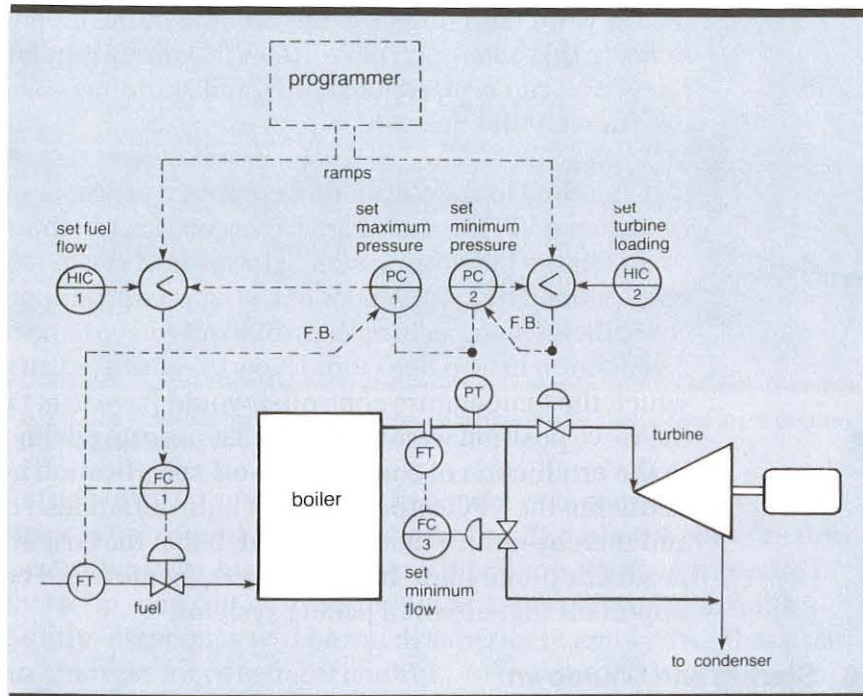 programmer
ramps
set fuel
flow
set
maximum
pressure
set
minimum
pressure
set
turbine
loading
HIC
1
<
PC
1
PC
2
<
HIC
2
F.B.
F.B.
PT
FC
1
FT
fuel
boiler
FT
FC
3
set
minimum
flow
turbine
to condenser